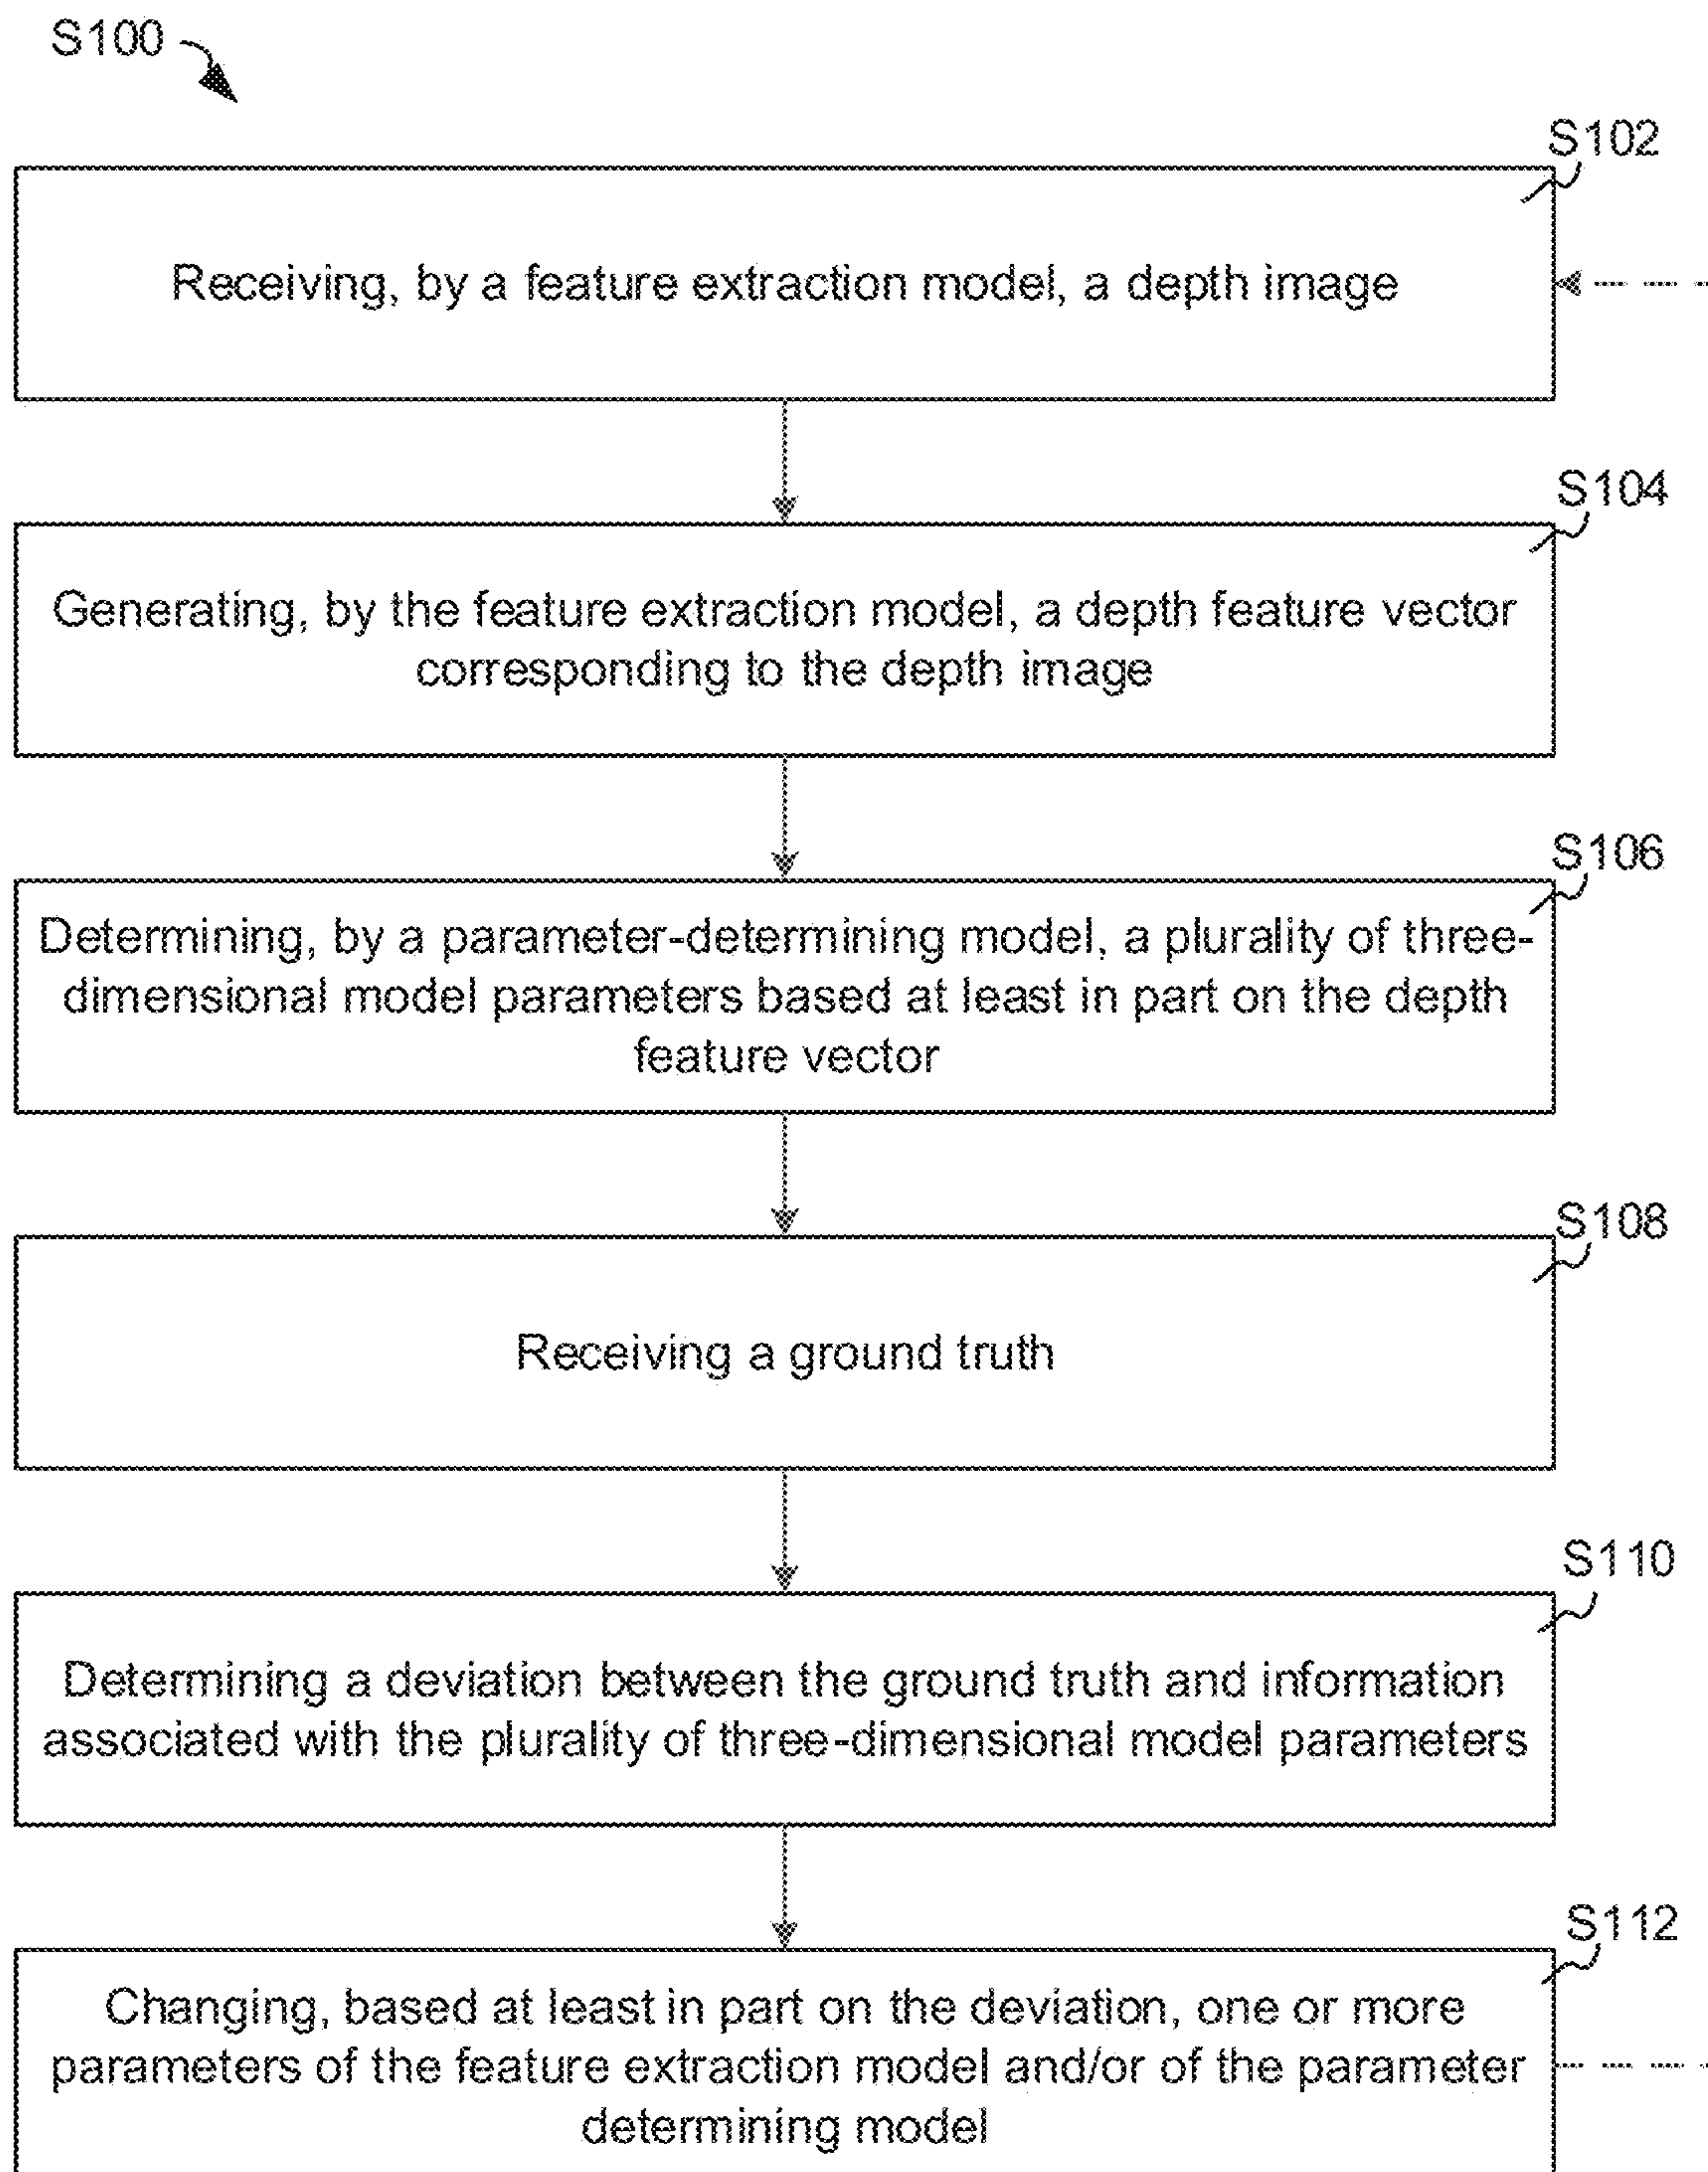 S100
S102
Receiving, by a feature extraction model, a depth image
S104
Generating, by the feature extraction model, a depth feature vector
corresponding to the depth image
S106
Determining, by a parameter-determining model, a plurality of three-
dimensional model parameters based at least in part on the depth
feature vector
S108
Receiving a ground truth
S110
Determining a deviation between the ground truth and information
associated with the plurality of three-dimensional model parameters
S112
Changing, based at least in part on the deviation, one or more
parameters of the feature extraction model and/or of the parameter
determining model